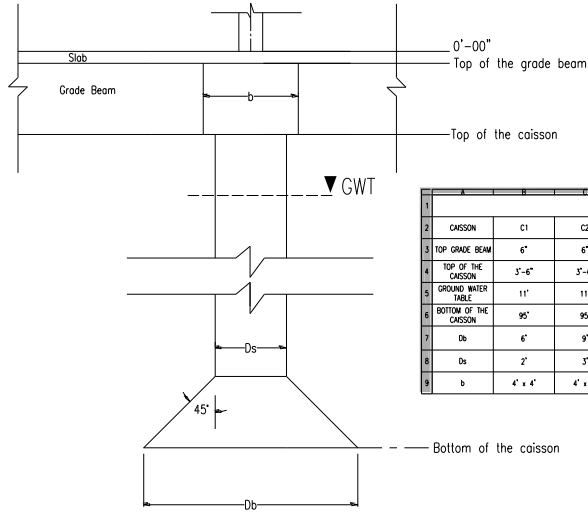 0'-00"
Slab
Top of the grade beam
Grade Beam
b
Top of the caisson
GWT
Ds
45°
Bottom of the caisson
Db
A B C
1
2 CAISSON C1 C2
3 TOP GRADE BEAM 6" 6"
4 TOP OF THE CAISSON 3'-6"
5 GROUND WATER TABLE 11' 11
6 BOTTOM OF THE CAISSON 95' 95
7 Db 6' 9'
8 Ds 2' 3'
9 b 4' x 4' 4' x